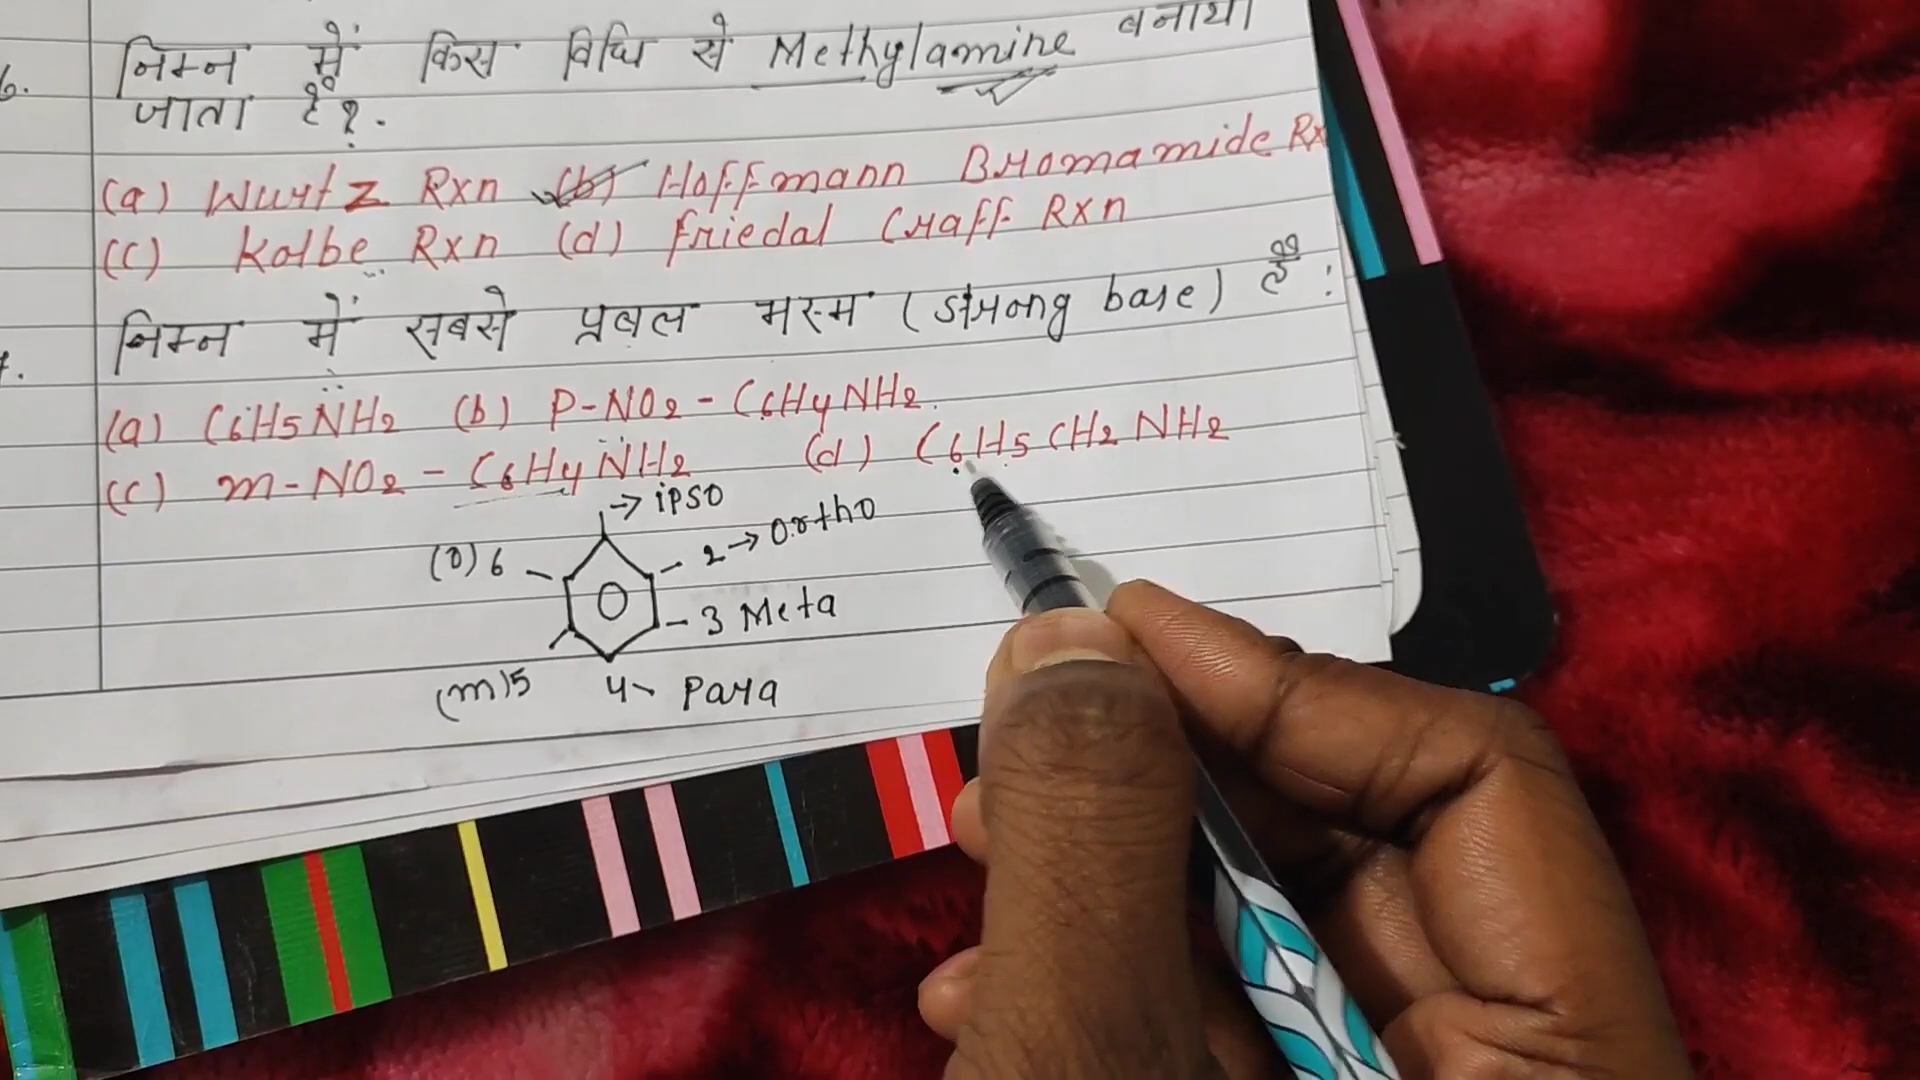 6. निम्न में किस विधि से Methylamine बनाया
जाता है?.
(a) Wurtz Rxn (b) Hoffmann Bromamide Rx
(c) Kolbe Rxn (d) friedal Craff Rxn
7. निम्न में सबसे प्रबल भस्म (strong base) है :
(a) C6H5NH2 (b) P-NO2-C6H4NH2.
(c) m-NO2-C6H4NH2 (d) C6H5CH2NH2
→ ipso
(o) 6 2→ Ortho
3 Meta
(m) 5 4 Para